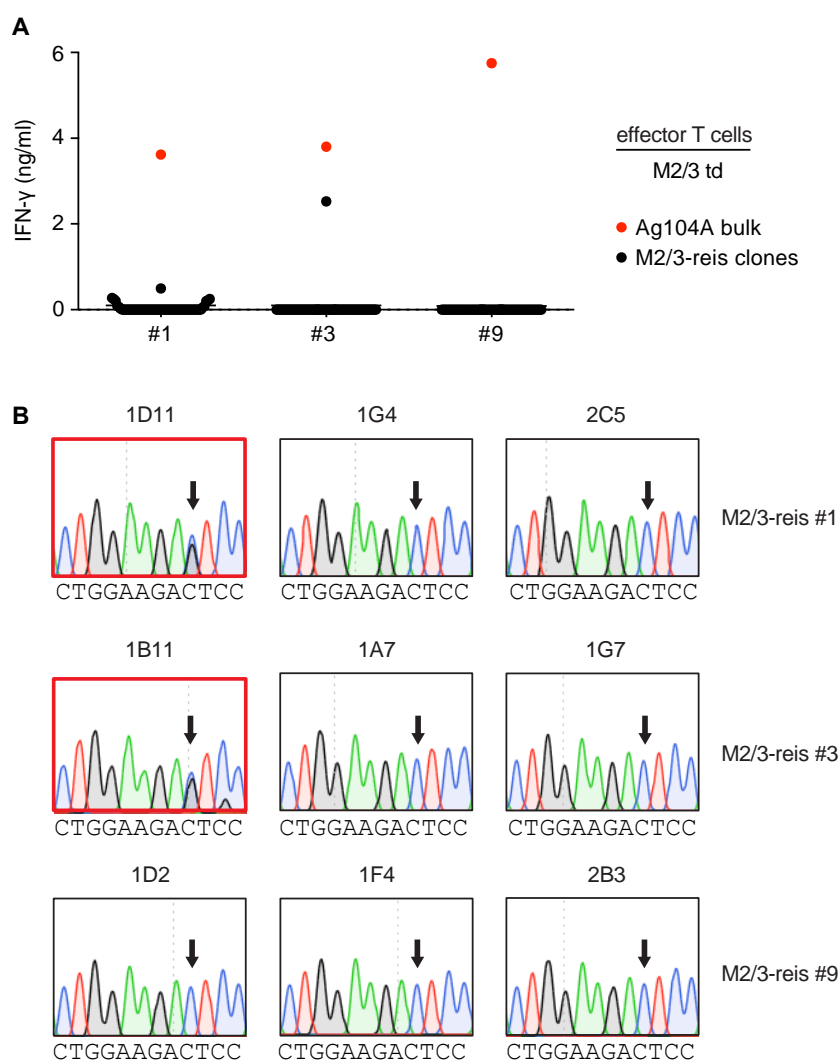 A
6
4
2
0
IFN-γ (ng/ml)
#1 #3 #9
effector T cells
M2/3 td
Ag104A bulk
M2/3-reis clones
B
1D11 1G4 2C5
M2/3-reis #1
CTGGAAGACTCC CTGGAAGACTCC CTGGAAGACTCC
1B11 1A7 1G7
M2/3-reis #3
CTGGAAGACTCC CTGGAAGACTCC CTGGAAGACTCC
1D2 1F4 2B3
M2/3-reis #9
CTGGAAGACTCC CTGGAAGACTCC CTGGAAGACTCC